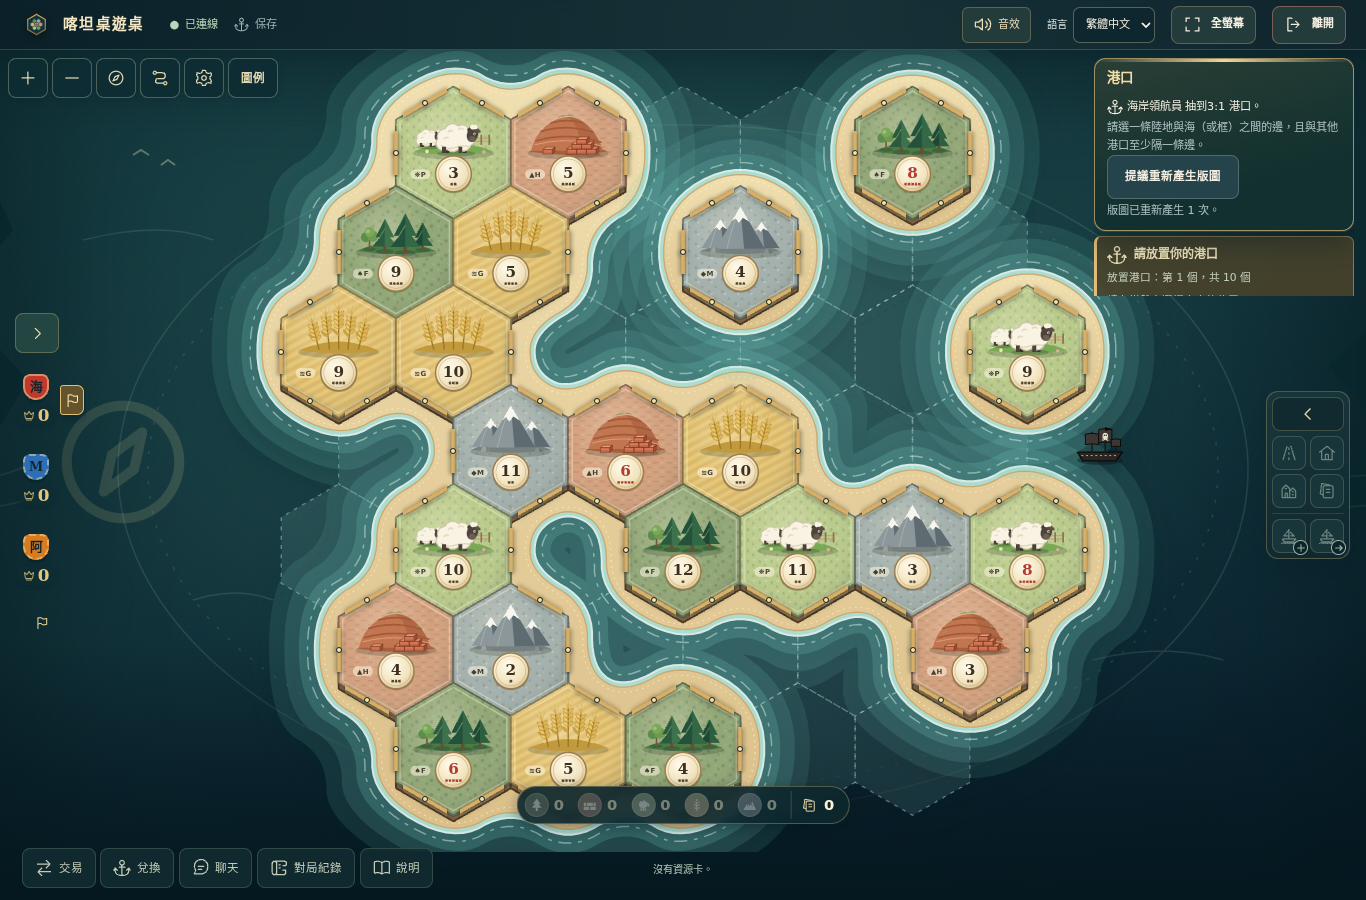 喀坦桌遊桌
已連線
保存
音效
語言
繁體中文
全螢幕
離開
圖例
港口
海岸領航員 抽到3:1 港口。
請選一條陸地與海（或框）之間的邊，且與其他
港口至少隔一條邊。
提議重新產生版圖
版圖已重新產生 1 次。
請放置你的港口
放置港口：第 1 個，共 10 個
P 3
H 5
F 8
F 9
G 5
M 4
G 9
G 10
P 9
海
0
M 11
H 6
G 10
M
0
P 10
F 12
P 11
M 3
P 8
阿
0
H 4
M 2
H 3
F 6
G 5
F 4
0 0 0 0 0 0
交易
兌換
聊天
對局紀錄
說明
沒有資源卡。